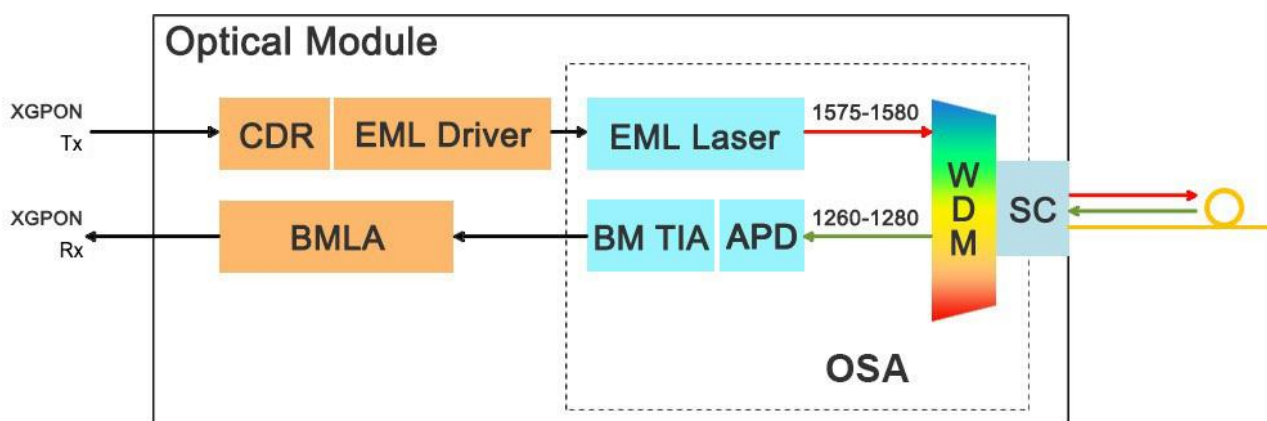 Optical Module
XGPON
Tx
CDR
EML Driver
EML Laser
1575-1580
WDM
SC
XGPON
Rx
BMLA
BM TIA
APD
1260-1280
OSA